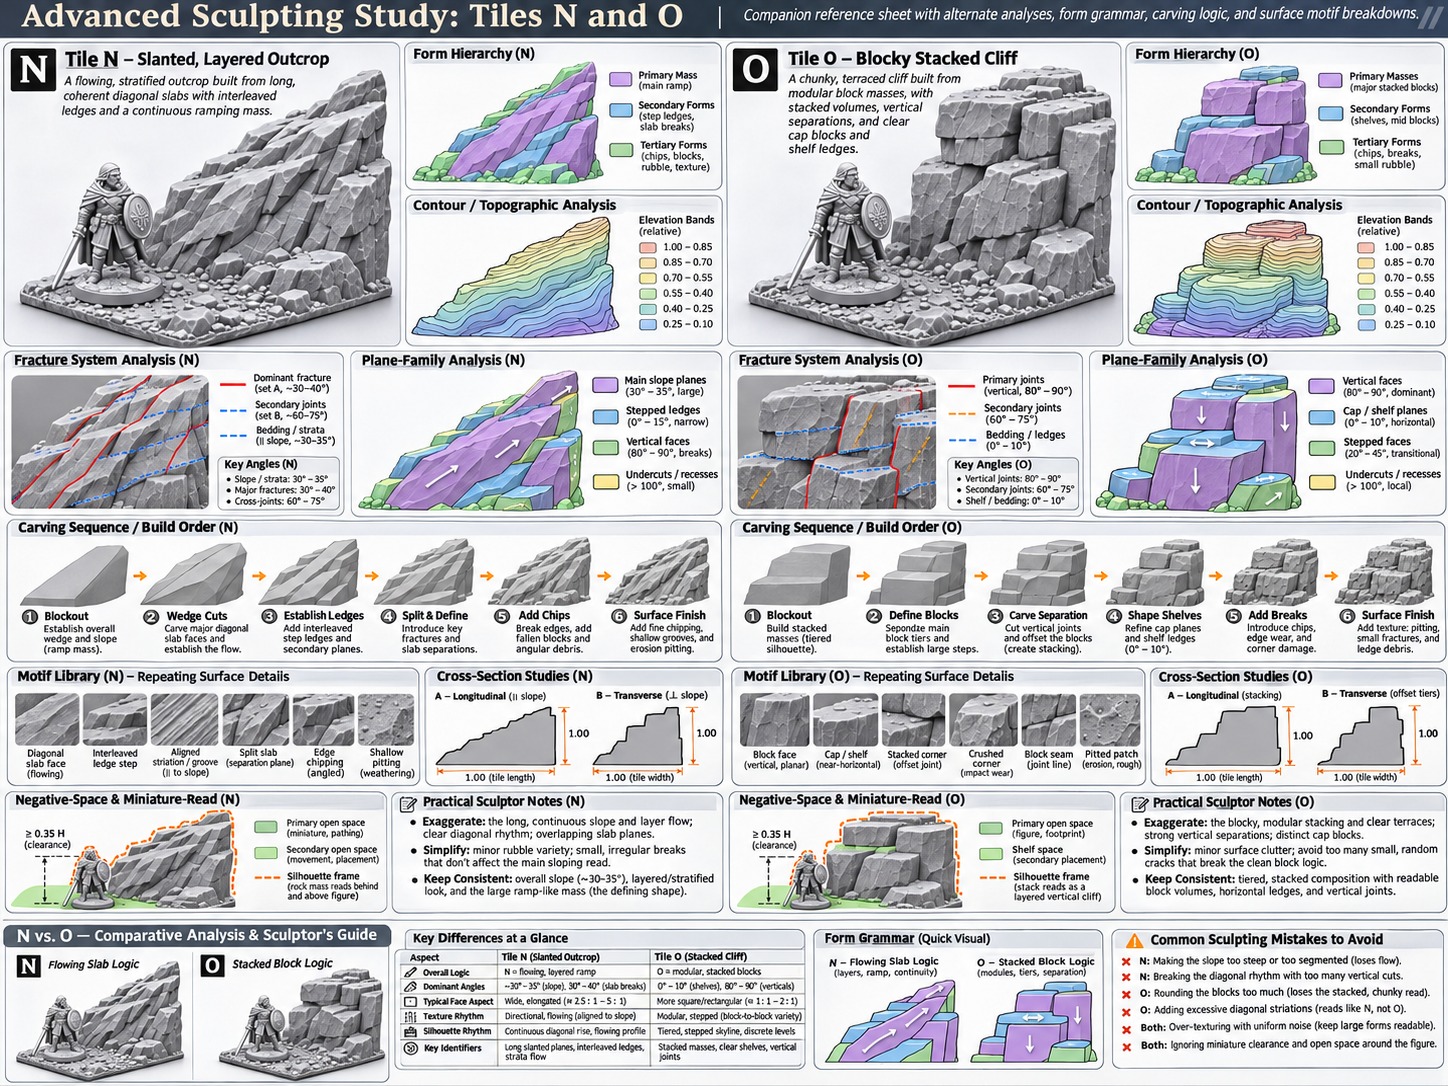 Advanced Sculpting Study: Tiles N and O
Companion reference sheet with alternate analyses, form grammar, carving logic, and surface motif breakdowns.
N
Tile N – Slanted, Layered Outcrop
A flowing, stratified outcrop built from long,
coherent diagonal slabs with interleaved
ledges and a continuous ramping mass.
Form Hierarchy (N)
Primary Mass
(main ramp)
Secondary Forms
(step ledges,
slab breaks)
Tertiary Forms
(chips, blocks,
rubble, texture)
Contour / Topographic Analysis
Elevation Bands
(relative)
1.00 – 0.85
0.85 – 0.70
0.70 – 0.55
0.55 – 0.40
0.40 – 0.25
0.25 – 0.10
O
Tile O – Blocky Stacked Cliff
A chunky, terraced cliff built from
modular block masses, with
stacked volumes, vertical
separations, and clear
cap blocks and
shelf ledges.
Form Hierarchy (O)
Primary Masses
(major stacked blocks)
Secondary Forms
(shelves, mid blocks)
Tertiary Forms
(chips, breaks,
small rubble)
Contour / Topographic Analysis
Elevation Bands
(relative)
1.00 – 0.85
0.85 – 0.70
0.70 – 0.55
0.55 – 0.40
0.40 – 0.25
0.25 – 0.10
Fracture System Analysis (N)
Dominant fracture
(set A, ~30–40°)
Secondary joints
(set B, ~60–75°)
Bedding / strata
(|| slope, ~30–35°)
Key Angles (N)
• Slope / strata: 30° – 35°
• Major fractures: 30° – 40°
• Cross-joints: 60° – 75°
Plane-Family Analysis (N)
Main slope planes
(30° – 35°, large)
Stepped ledges
(0° – 15°, narrow)
Vertical faces
(80° – 90°, breaks)
Undercuts / recesses
(> 100°, small)
Fracture System Analysis (O)
Primary joints
(vertical, 80° – 90°)
Secondary joints
(60° – 75°)
Bedding / ledges
(0° – 10°)
Key Angles (O)
• Vertical joints: 80° – 90°
• Secondary joints: 60° – 75°
• Shelf / bedding: 0° – 10°
Plane-Family Analysis (O)
Vertical faces
(80° – 90°, dominant)
Cap / shelf planes
(0° – 10°, horizontal)
Stepped faces
(20° – 45°, transitional)
Undercuts / recesses
(> 100°, local)
Carving Sequence / Build Order (N)
1 Blockout
Establish overall
wedge and slope
(ramp mass).
2 Wedge Cuts
Carve major diagonal
slab faces and
establish the flow.
3 Establish Ledges
Add interleaved
step ledges and
secondary planes.
4 Split & Define
Introduce key
fractures and
slab separations.
5 Add Chips
Break edges, add
fallen blocks and
angular debris.
6 Surface Finish
Add fine chipping,
shallow grooves, and
erosion pitting.
Carving Sequence / Build Order (O)
1 Blockout
Build stacked
masses (tiered
silhouette).
2 Define Blocks
Sepondate main
block tiers and
establish large steps.
3 Carve Separation
Cut vertical joints
and offset the blocks
(create stacking).
4 Shape Shelves
Refine cap planes
and shelf ledges
(0° – 10°).
5 Add Breaks
Introduce chips,
edge wear, and
corner damage.
6 Surface Finish
Add texture: pitting,
small fractures, and
ledge debris.
Motif Library (N) – Repeating Surface Details
Diagonal
slab face
(flowing)
Interleaved
ledge step
Aligned
striation / groove
(|| to slope)
Split slab
(separation plane)
Edge
chipping
(angled)
Shallow
pitting
(weathering)
Cross-Section Studies (N)
A – Longitudinal (|| slope)
1.00
1.00 (tile length)
B – Transverse (⊥ slope)
1.00
1.00 (tile width)
Motif Library (O) – Repeating Surface Details
Block face
(vertical, planar)
Cap / shelf
(near-horizontal)
Stacked corner
(offset joint)
Crushed
corner
(impact wear)
Block seam
(joint line)
Pitted patch
(erosion, rough)
Cross-Section Studies (O)
A – Longitudinal (stacking)
1.00
1.00 (tile length)
B – Transverse (offset tiers)
1.00
1.00 (tile width)
Negative-Space & Miniature-Read (N)
≥ 0.35 H
(clearance)
Primary open space
(miniature, pathing)
Secondary open space
(movement, placement)
Silhouette frame
(rock mass reads behind
and above figure)
Practical Sculptor Notes (N)
• Exaggerate: the long, continuous slope and layer flow;
clear diagonal rhythm; overlapping slab planes.
• Simplify: minor rubble variety; small, irregular breaks
that don't affect the main sloping read.
• Keep Consistent: overall slope (~30–35°), layered/stratified
look, and the large ramp-like mass (the defining shape).
Negative-Space & Miniature-Read (O)
≥ 0.35 H
(clearance)
Primary open space
(figure, footprint)
Shelf space
(secondary placement)
Silhouette frame
(stack reads as a
layered vertical cliff)
Practical Sculptor Notes (O)
• Exaggerate: the blocky, modular stacking and clear terraces;
strong vertical separations; distinct cap blocks.
• Simplify: minor surface clutter; avoid too many small, random
cracks that break the clean block logic.
• Keep Consistent: tiered, stacked composition with readable
block volumes, horizontal ledges, and vertical joints.
N vs. O — Comparative Analysis & Sculptor's Guide
N Flowing Slab Logic
O Stacked Block Logic
Key Differences at a Glance
Aspect Tile N (Slanted Outcrop) Tile O (Stacked Cliff)
Overall Logic N = flowing, layered ramp O = modular, stacked blocks
Dominant Angles ~30°–35° (slope), 30°–40° (slab breaks) 0° – 10° (shelves), 80° – 90° (verticals)
Typical Face Aspect Wide, elongated (≈ 2.5 : 1 – 5 : 1) More square/rectangular (≈ 1 : 1 – 2 : 1)
Texture Rhythm Directional, flowing (aligned to slope) Modular, stepped (block-to-block variety)
Silhouette Rhythm Continuous diagonal rise, flowing profile Tiered, stepped skyline, discrete levels
Key Identifiers Long slanted planes, interleaved ledges, strata flow Stacked masses, clear shelves, vertical joints
Form Grammar (Quick Visual)
N – Flowing Slab Logic
(layers, ramp, continuity)
O – Stacked Block Logic
(modules, tiers, separation)
Common Sculpting Mistakes to Avoid
N: Making the slope too steep or too segmented (loses flow).
N: Breaking the diagonal rhythm with too many vertical cuts.
O: Rounding the blocks too much (loses the stacked, chunky read).
O: Adding excessive diagonal striations (reads like N, not O).
Both: Over-texturing with uniform noise (keep large forms readable).
Both: Ignoring miniature clearance and open space around the figure.